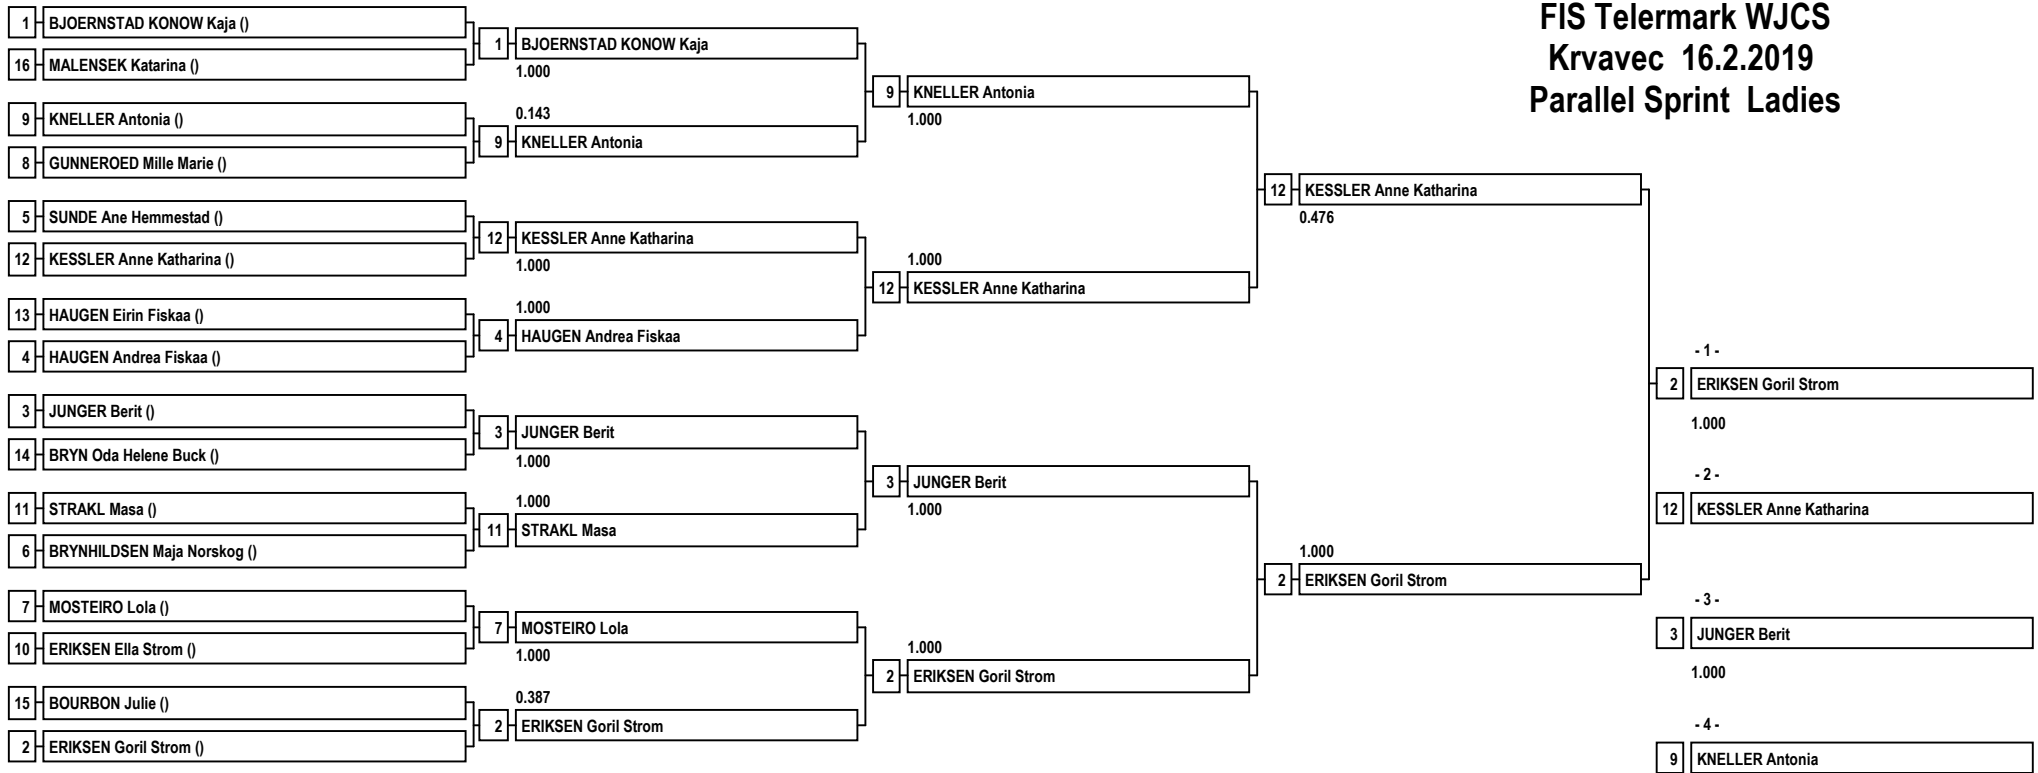 FIS Telermark WJCS
Krvavec 16.2.2019
Parallel Sprint Ladies
1 BJOERNSTAD KONOW Kaja ()
16 MALENSEK Katarina ()
9 KNELLER Antonia ()
8 GUNNEROED Mille Marie ()
5 SUNDE Ane Hemmestad ()
12 KESSLER Anne Katharina ()
13 HAUGEN Eirin Fiskaa ()
4 HAUGEN Andrea Fiskaa ()
3 JUNGER Berit ()
14 BRYN Oda Helene Buck ()
11 STRAKL Masa ()
6 BRYNHILDSEN Maja Norskog ()
7 MOSTEIRO Lola ()
10 ERIKSEN Ella Strom ()
15 BOURBON Julie ()
2 ERIKSEN Goril Strom ()
1 BJOERNSTAD KONOW Kaja
1.000
0.143
9 KNELLER Antonia
12 KESSLER Anne Katharina
1.000
1.000
4 HAUGEN Andrea Fiskaa
3 JUNGER Berit
1.000
1.000
11 STRAKL Masa
7 MOSTEIRO Lola
1.000
0.387
2 ERIKSEN Goril Strom
9 KNELLER Antonia
1.000
1.000
12 KESSLER Anne Katharina
3 JUNGER Berit
1.000
1.000
2 ERIKSEN Goril Strom
12 KESSLER Anne Katharina
0.476
1.000
2 ERIKSEN Goril Strom
- 1 -
2 ERIKSEN Goril Strom
1.000
- 2 -
12 KESSLER Anne Katharina
- 3 -
3 JUNGER Berit
1.000
- 4 -
9 KNELLER Antonia